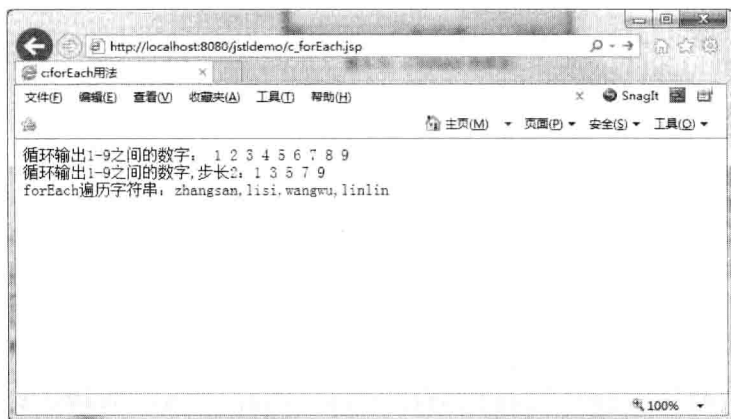 http://localhost:8080/jstldemo/c_forEach.jsp
c:forEach用法
文件(F) 编辑(E) 查看(V) 收藏夹(A) 工具(T) 帮助(H)
SnagIt
主页(M) 页面(P) 安全(S) 工具(O)
循环输出1-9之间的数字: 1 2 3 4 5 6 7 8 9
循环输出1-9之间的数字,步长2: 1 3 5 7 9
forEach遍历字符串: zhangsan,lisi,wangwu,linlin
100%